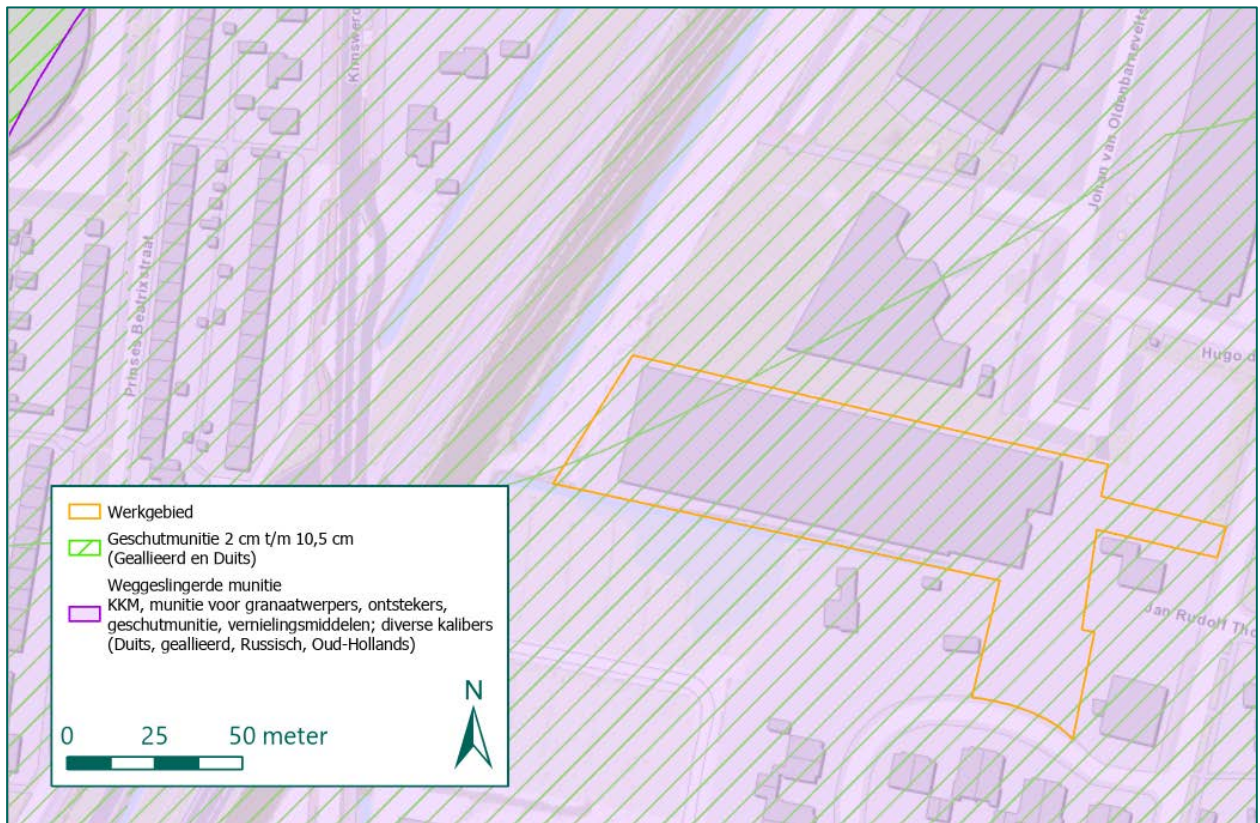 Johan van Oldenbarnevelts
Prinses Beatrixstraat
Hugo d
Jan Rudolf Tho
Werkgebied
Geschutmunitie 2 cm t/m 10,5 cm
(Geallieerd en Duits)
Weggeslingerde munitie
KKM, munitie voor granaatwerpers, ontstekers,
geschutmunitie, vernielingsmiddelen; diverse kalibers
(Duits, geallieerd, Russisch, Oud-Hollands)
N
0 25 50 meter